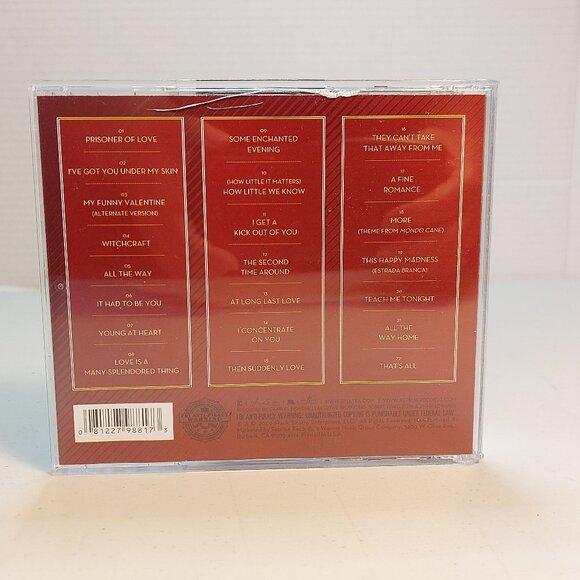 01
PRISONER OF LOVE
02
I'VE GOT YOU UNDER MY SKIN
03
MY FUNNY VALENTINE
(ALTERNATE VERSION)
04
WITCHCRAFT
05
ALL THE WAY
06
IT HAD TO BE YOU
07
YOUNG AT HEART
08
LOVE IS A
MANY-SPLENDORED THING
09
SOME ENCHANTED
EVENING
10
(HOW LITTLE IT MATTERS)
HOW LITTLE WE KNOW
11
I GET A
KICK OUT OF YOU
12
THE SECOND
TIME AROUND
13
AT LONG LAST LOVE
14
I CONCENTRATE
ON YOU
15
THEN SUDDENLY LOVE
16
THEY CAN'T TAKE
THAT AWAY FROM ME
17
A FINE
ROMANCE
18
MORE
(THEME FROM MONDO CANE)
19
THIS HAPPY MADNESS
(ESTRADA BRANCA)
20
TEACH ME TONIGHT
21
ALL THE
WAY HOME
22
THAT'S ALL
0 81227 98817 3
FBI ANTI-PIRACY WARNING: UNAUTHORIZED COPYING IS PUNISHABLE UNDER FEDERAL LAW.
Printed in U.S.A.